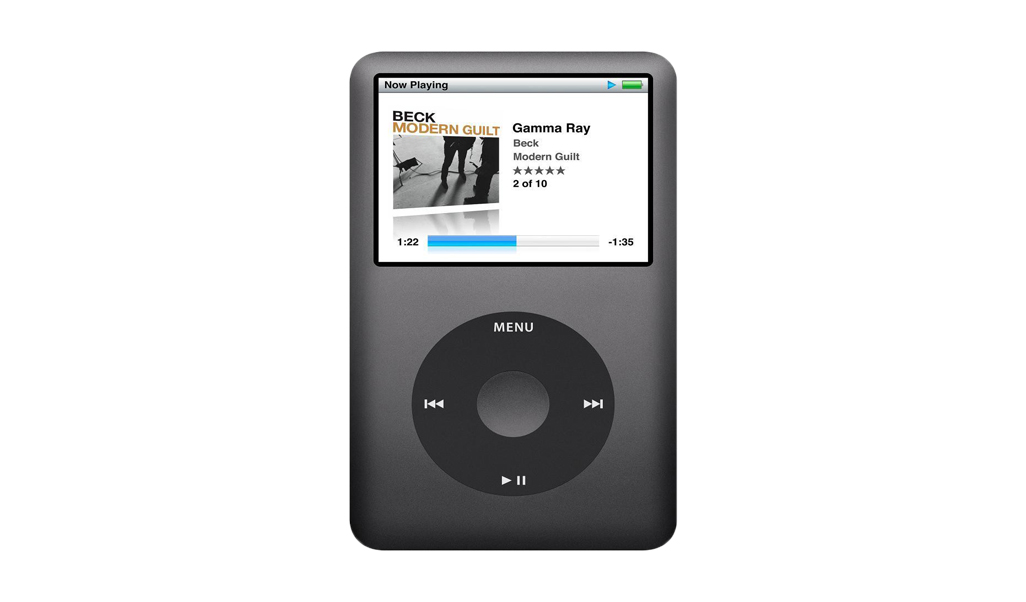 Now Playing
BECK
MODERN GUILT
Gamma Ray
Beck
Modern Guilt
★★★★★
2 of 10
1:22
-1:35
MENU